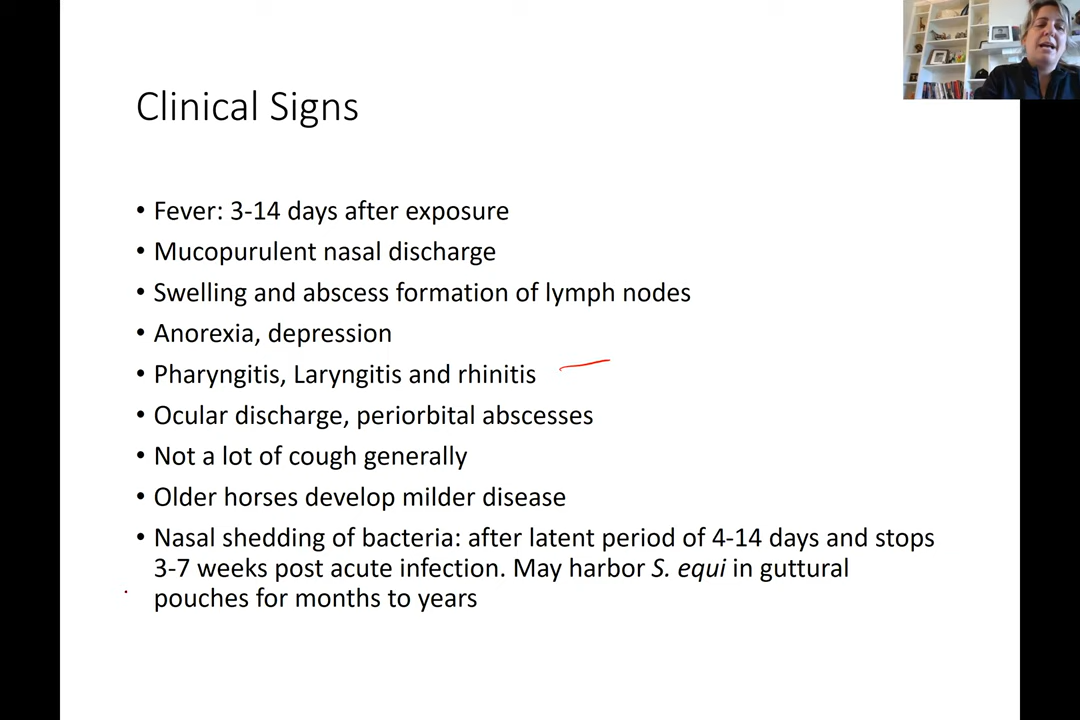 Clinical Signs
• Fever: 3-14 days after exposure
• Mucopurulent nasal discharge
• Swelling and abscess formation of lymph nodes
• Anorexia, depression
• Pharyngitis, Laryngitis and rhinitis
• Ocular discharge, periorbital abscesses
• Not a lot of cough generally
• Older horses develop milder disease
• Nasal shedding of bacteria: after latent period of 4-14 days and stops
3-7 weeks post acute infection. May harbor S. equi in guttural
pouches for months to years